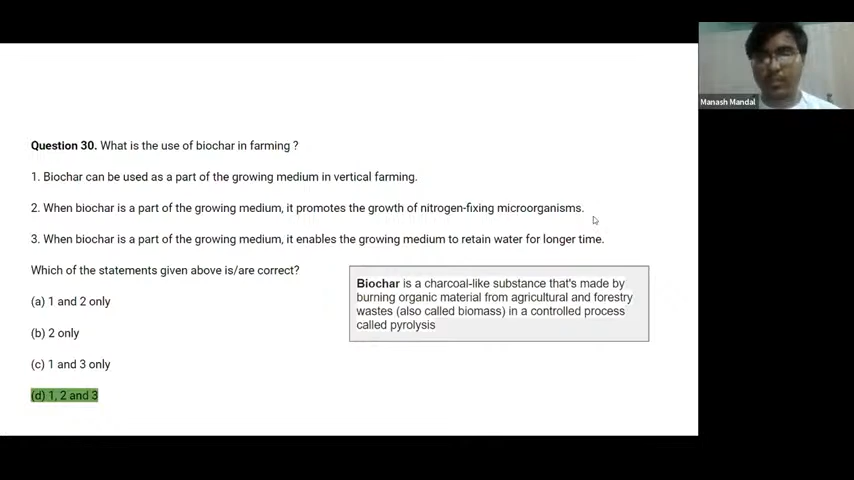 Manash Mandal
Question 30. What is the use of biochar in farming ?
1. Biochar can be used as a part of the growing medium in vertical farming.
2. When biochar is a part of the growing medium, it promotes the growth of nitrogen-fixing microorganisms.
3. When biochar is a part of the growing medium, it enables the growing medium to retain water for longer time.
Which of the statements given above is/are correct?
(a) 1 and 2 only
(b) 2 only
(c) 1 and 3 only
(d) 1, 2 and 3
Biochar is a charcoal-like substance that's made by
burning organic material from agricultural and forestry
wastes (also called biomass) in a controlled process
called pyrolysis